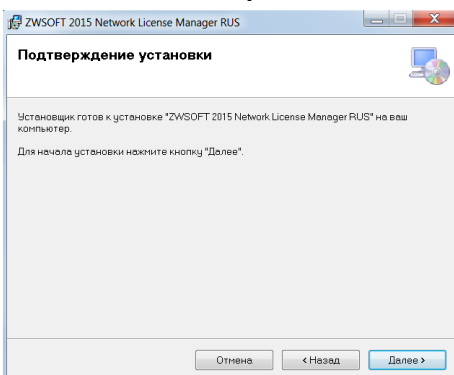 ZWSOFT 2015 Network License Manager RUS
Подтверждение установки
Установщик готов к установке "ZWSOFT 2015 Network License Manager RUS" на ваш
компьютер.
Для начала установки нажмите кнопку "Далее".
Отмена < Назад Далее >